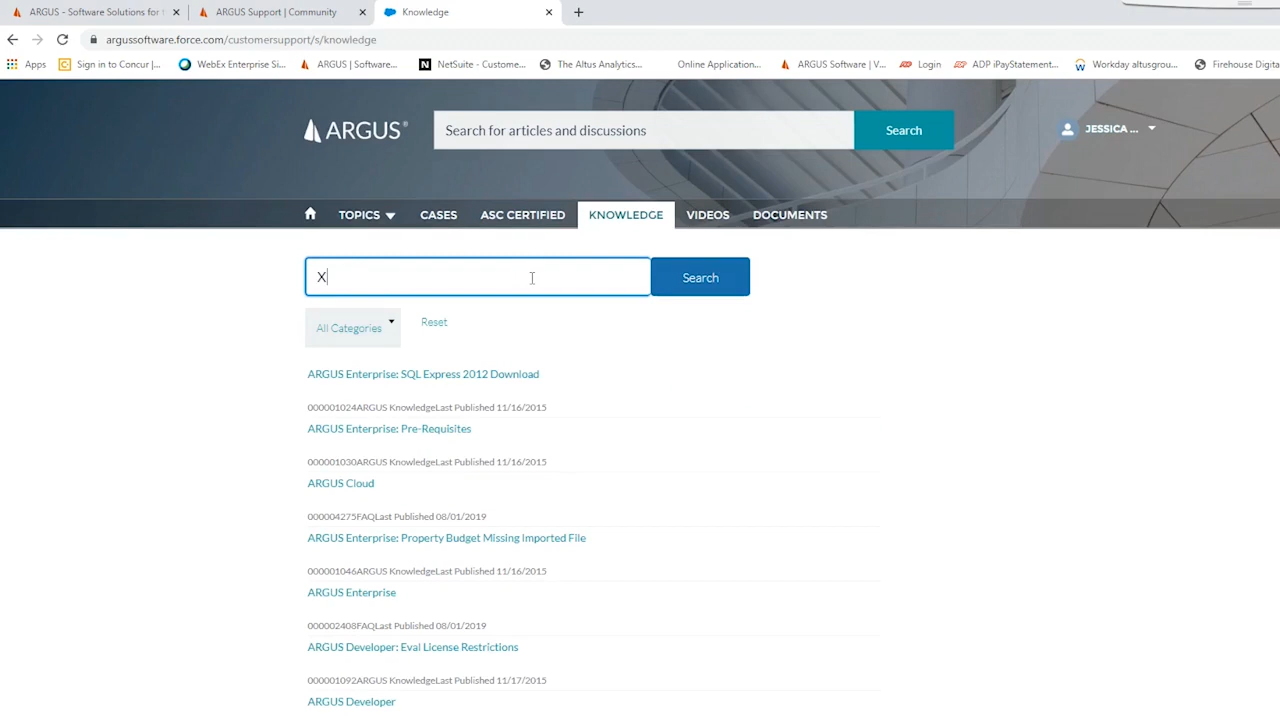 ARGUS - Software Solutions for
ARGUS Support | Community
Knowledge
argussoftware.force.com/customersupport/s/knowledge
Apps
Sign in to Concur |...
WebEx Enterprise Si...
ARGUS | Software...
NetSuite - Custome...
The Altus Analytics...
Online Application...
ARGUS Software | V...
Login
ADP iPayStatement...
Workday altusgrou...
Firehouse Digita
ARGUS®
Search for articles and discussions
Search
JESSICA ...
TOPICS
CASES
ASC CERTIFIED
KNOWLEDGE
VIDEOS
DOCUMENTS
X
Search
All Categories
Reset
ARGUS Enterprise: SQL Express 2012 Download
000001024ARGUS KnowledgeLast Published 11/16/2015
ARGUS Enterprise: Pre-Requisites
000001030ARGUS KnowledgeLast Published 11/16/2015
ARGUS Cloud
000004275FAQLast Published 08/01/2019
ARGUS Enterprise: Property Budget Missing Imported File
000001046ARGUS KnowledgeLast Published 11/16/2015
ARGUS Enterprise
000002408FAQLast Published 08/01/2019
ARGUS Developer: Eval License Restrictions
000001092ARGUS KnowledgeLast Published 11/17/2015
ARGUS Developer